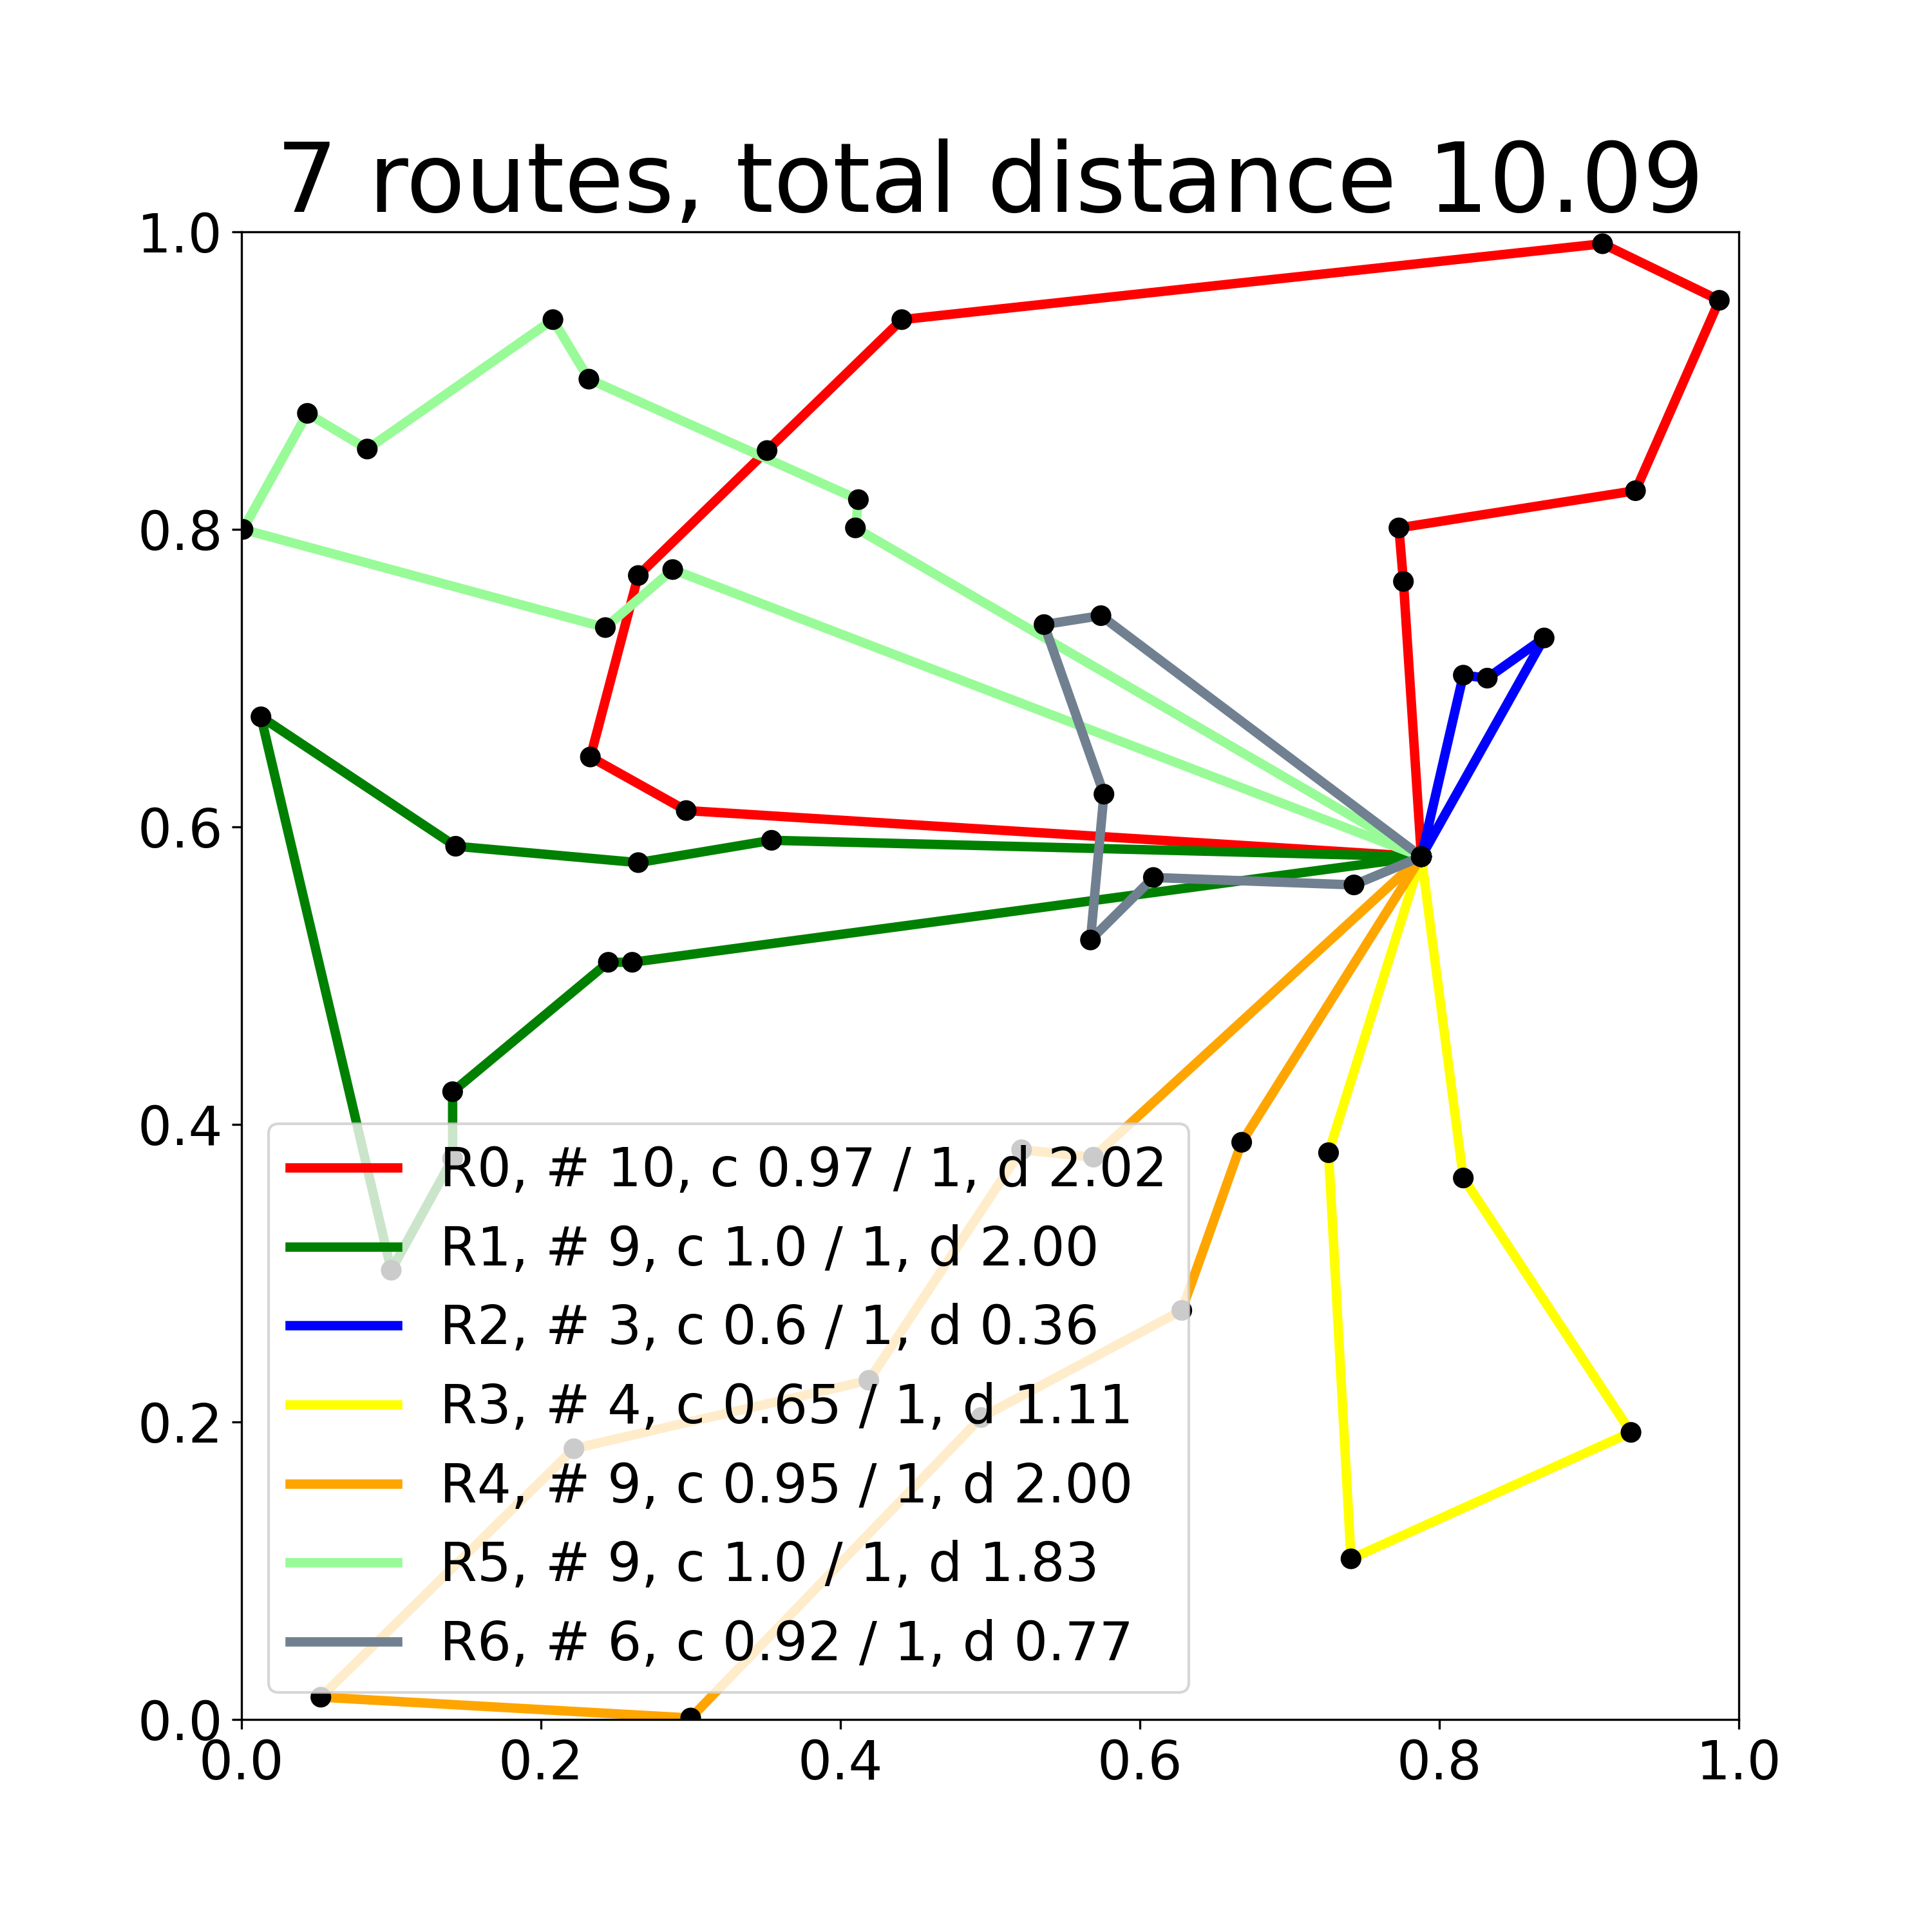 7 routes, total distance 10.09
1.0
0.8
0.6
0.4
0.2
0.0
R0, # 10, c 0.97 / 1, d 2.02
R1, # 9, c 1.0 / 1, d 2.00
R2, # 3, c 0.6 / 1, d 0.36
R3, # 4, c 0.65 / 1, d 1.11
R4, # 9, c 0.95 / 1, d 2.00
R5, # 9, c 1.0 / 1, d 1.83
R6, # 6, c 0.92 / 1, d 0.77
0.0 0.2 0.4 0.6 0.8 1.0